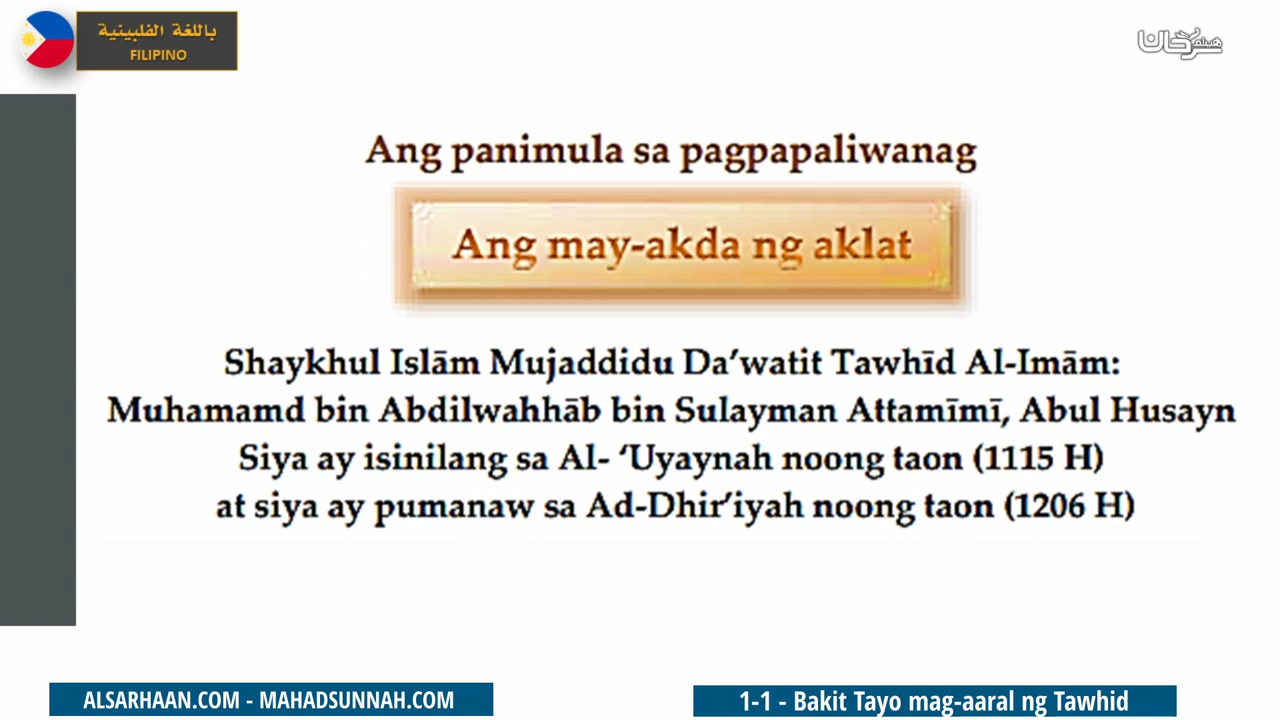 باللغة الفلبينية
FILIPINO
Ang panimula sa pagpapaliwanag
Ang may-akda ng aklat
Shaykhul Islām Mujaddidu Da’watit Tawhīd Al-Imām:
Muhamamd bin Abdilwahhāb bin Sulayman Attamīmī, Abul Husayn
Siya ay isinilang sa Al- ‘Uyaynah noong taon (1115 H)
at siya ay pumanaw sa Ad-Dhir’iyah noong taon (1206 H)
ALSARHAAN.COM - MAHADSUNNAH.COM
1-1 - Bakit Tayo mag-aaral ng Tawhid